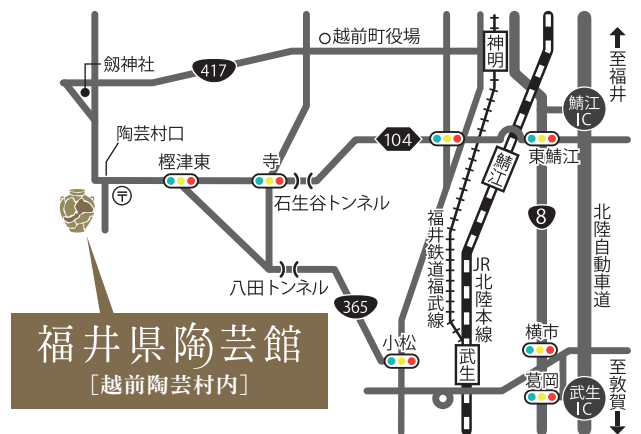 越前町役場
神明
至福井
劔神社
417
鯖江
IC
陶芸村口
104
樫津東
寺
東鯖江
鯖江
石生谷トンネル
〒
福井鉄道福武線
8
北陸自動車道
JR北陸本線
八田トンネル
365
小松
横市
武生
至敦賀
福井県陶芸館
［越前陶芸村内］
葛岡
武生
IC